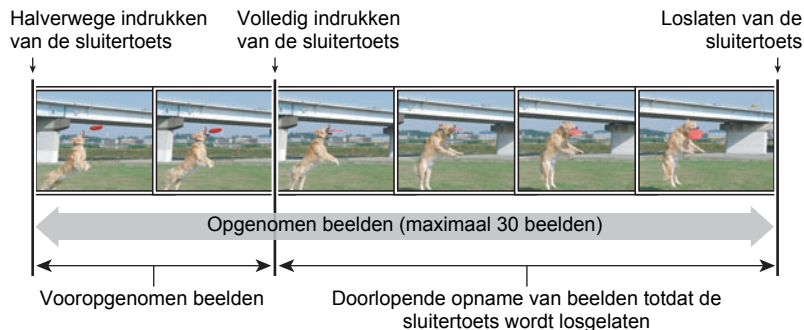 Halverwege indrukken
van de sluitertoets
Volledig indrukken
van de sluitertoets
Loslaten van de
sluitertoets
Opgenomen beelden (maximaal 30 beelden)
Vooropgenomen beelden
Doorlopende opname van beelden totdat de
sluitertoets wordt losgelaten